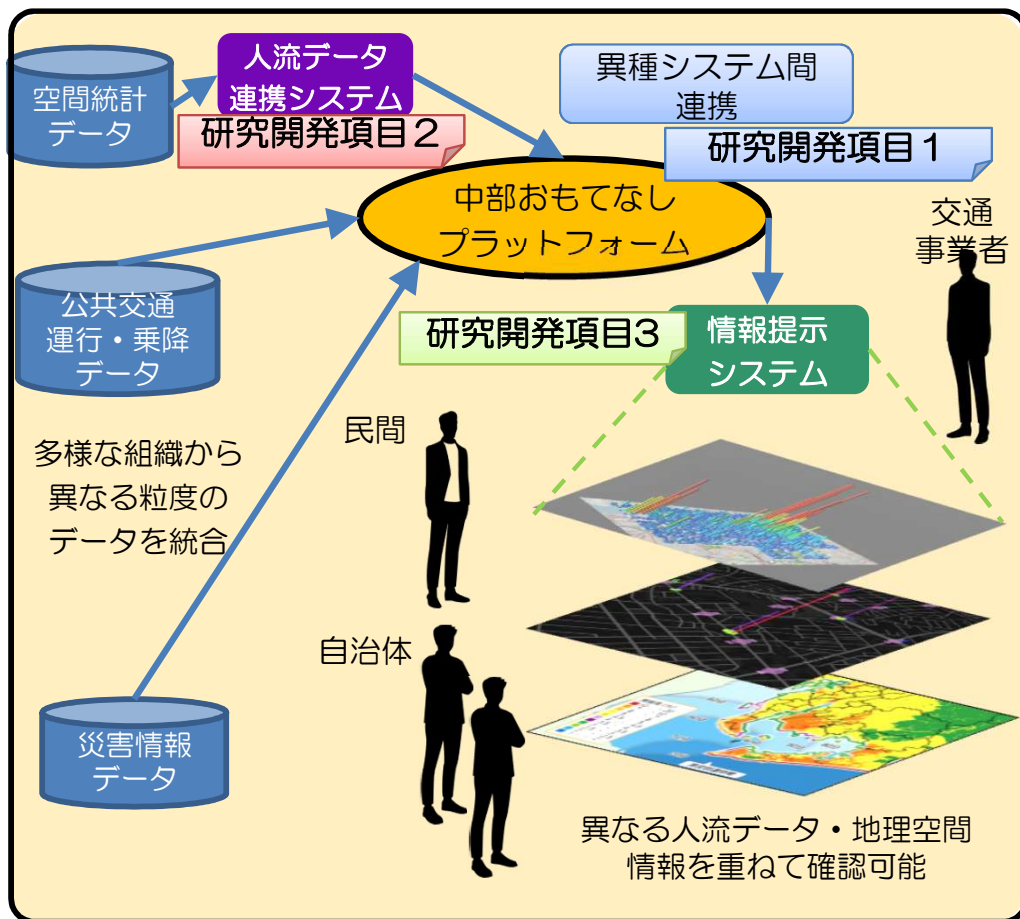 空間統計
データ
人流データ
連携システム
研究開発項目２
異種システム間
連携
研究開発項目１
中部おもてなし
プラットフォーム
交通
事業者
公共交通
運行・乗降
データ
研究開発項目3
情報提示
システム
民間
多様な組織から
異なる粒度の
データを統合
自治体
災害情報
データ
異なる人流データ・地理空間
情報を重ねて確認可能